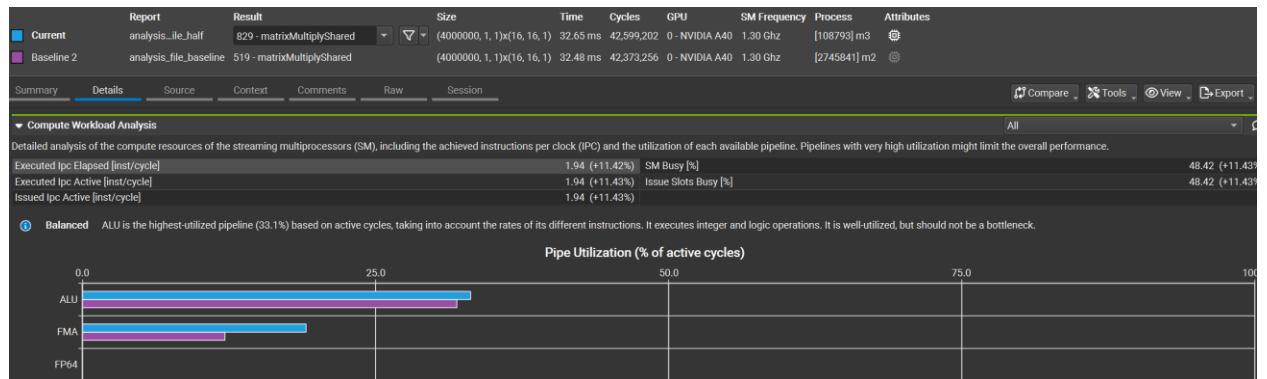 Report Result Size Time Cycles GPU SM Frequency Process Attributes
Current analysis...ile_half 829 - matrixMultiplyShared (4000000, 1, 1)x(16, 16, 1) 32.65 ms 42,599,202 0 - NVIDIA A40 1.30 Ghz [108793] m3
Baseline 2 analysis_file_baseline 519 - matrixMultiplyShared (4000000, 1, 1)x(16, 16, 1) 32.48 ms 42,373,256 0 - NVIDIA A40 1.30 Ghz [2745841] m2
Summary Details Source Context Comments Raw Session Compare Tools View Export
Compute Workload Analysis All
Detailed analysis of the compute resources of the streaming multiprocessors (SM), including the achieved instructions per clock (IPC) and the utilization of each available pipeline. Pipelines with very high utilization might limit the overall performance.
Executed Ipc Elapsed [inst/cycle] 1.94 (+11.42%) SM Busy [%] 48.42 (+11.43%
Executed Ipc Active [inst/cycle] 1.94 (+11.43%) Issue Slots Busy [%] 48.42 (+11.43%
Issued Ipc Active [inst/cycle] 1.94 (+11.43%)
Balanced ALU is the highest-utilized pipeline (33.1%) based on active cycles, taking into account the rates of its different instructions. It executes integer and logic operations. It is well-utilized, but should not be a bottleneck.
Pipe Utilization (% of active cycles)
0.0 25.0 50.0 75.0 100
ALU
FMA
FP64